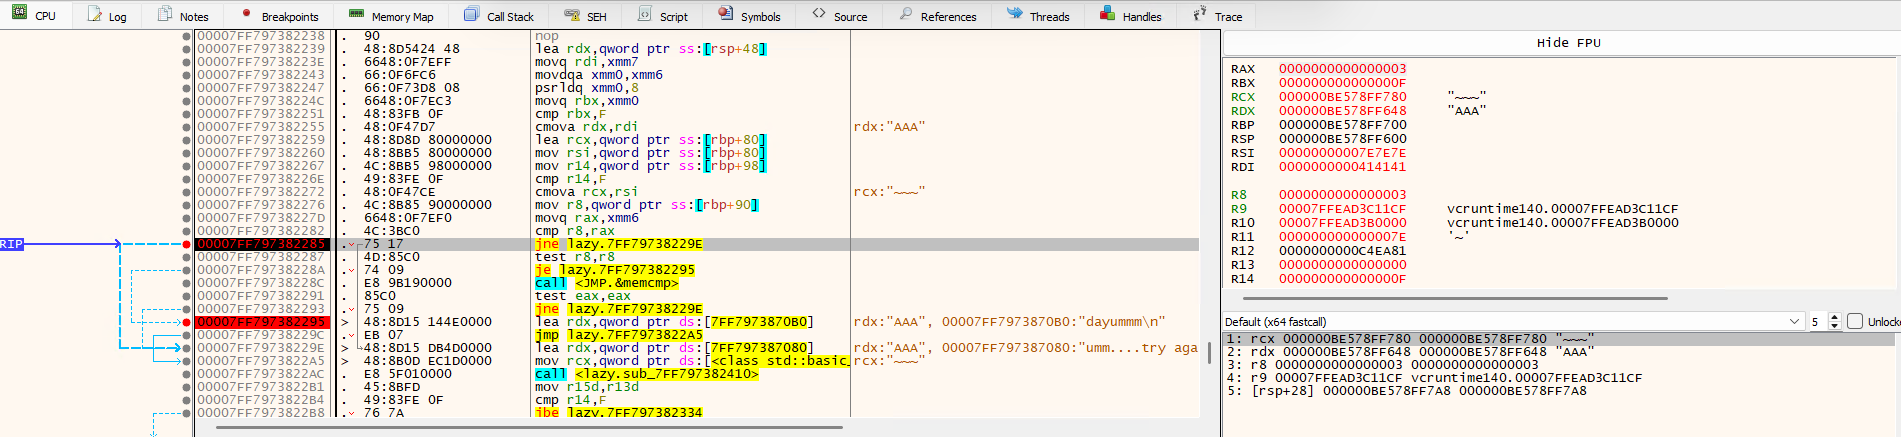 CPU Log Notes Breakpoints Memory Map Call Stack SEH Script Symbols Source References Threads Handles Trace
00007FF797382238 . 90 nop
00007FF797382239 . 48:8D5424 48 lea rdx,qword ptr ss:[rsp+48]
00007FF79738223E . 6648:0F7EFF movq rdi,xmm7
00007FF797382243 . 66:0F6FC6 movdqa xmm0,xmm6
00007FF797382247 . 66:0F73D8 08 psrldq xmm0,8
00007FF79738224C . 6648:0F7EC3 movq rbx,xmm0
00007FF797382251 . 48:83FB 0F cmp rbx,F
00007FF797382255 . 48:0F47D7 cmova rdx,rdi rdx:"AAA"
00007FF797382259 . 48:8D8D 80000000 lea rcx,qword ptr ss:[rbp+80]
00007FF797382260 . 48:8BB5 80000000 mov rsi,qword ptr ss:[rbp+80]
00007FF797382267 . 4C:8BB5 98000000 mov r14,qword ptr ss:[rbp+98]
00007FF79738226E . 49:83FE 0F cmp r14,F
00007FF797382272 . 48:0F47CE cmova rcx,rsi rcx:"~~~"
00007FF797382276 . 4C:8B85 90000000 mov r8,qword ptr ss:[rbp+90]
00007FF79738227D . 6648:0F7EF0 movq rax,xmm6
00007FF797382282 . 4C:3BC0 cmp r8,rax
RIP 00007FF797382285 . 75 17 jne lazy.7FF79738229E
00007FF797382287 . 4D:85C0 test r8,r8
00007FF79738228A . 74 09 je lazy.7FF797382295
00007FF79738228C . E8 9B190000 call <JMP.&memcmp>
00007FF797382291 . 85C0 test eax,eax
00007FF797382293 . 75 09 jne lazy.7FF79738229E
00007FF797382295 > 48:8D15 144E0000 lea rdx,qword ptr ds:[7FF7973870B0] rdx:"AAA", 00007FF7973870B0:"dayummm\n"
00007FF79738229C . EB 07 jmp lazy.7FF7973822A5
00007FF79738229E > 48:8D15 DB4D0000 lea rdx,qword ptr ds:[7FF797387080] rdx:"AAA", 00007FF797387080:"umm....try aga
00007FF7973822A5 > 48:8B0D EC1D0000 mov rcx,qword ptr ds:[<class std::basic_ rcx:"~~~"
00007FF7973822AC . E8 5F010000 call <lazy.sub_7FF797382410>
00007FF7973822B1 . 45:8BFD mov r15d,r13d
00007FF7973822B4 . 49:83FE 0F cmp r14,F
00007FF7973822B8 . 76 7A jbe lazy.7FF797382334
Hide FPU
RAX 0000000000000003
RBX 000000000000000F
RCX 000000BE578FF780 "~~~"
RDX 000000BE578FF648 "AAA"
RBP 000000BE578FF700
RSP 000000BE578FF600
RSI 00000000007E7E7E
RDI 0000000000414141
R8 0000000000000003
R9 00007FFEAD3C11CF vcruntime140.00007FFEAD3C11CF
R10 00007FFEAD3B0000 vcruntime140.00007FFEAD3B0000
R11 000000000000007E '~'
R12 0000000000C4EA81
R13 0000000000000000
R14 000000000000000F
Default (x64 fastcall) 5 Unlock
1: rcx 000000BE578FF780 000000BE578FF780 "~~~"
2: rdx 000000BE578FF648 000000BE578FF648 "AAA"
3: r8 0000000000000003 0000000000000003
4: r9 00007FFEAD3C11CF vcruntime140.00007FFEAD3C11CF
5: [rsp+28] 000000BE578FF7A8 000000BE578FF7A8